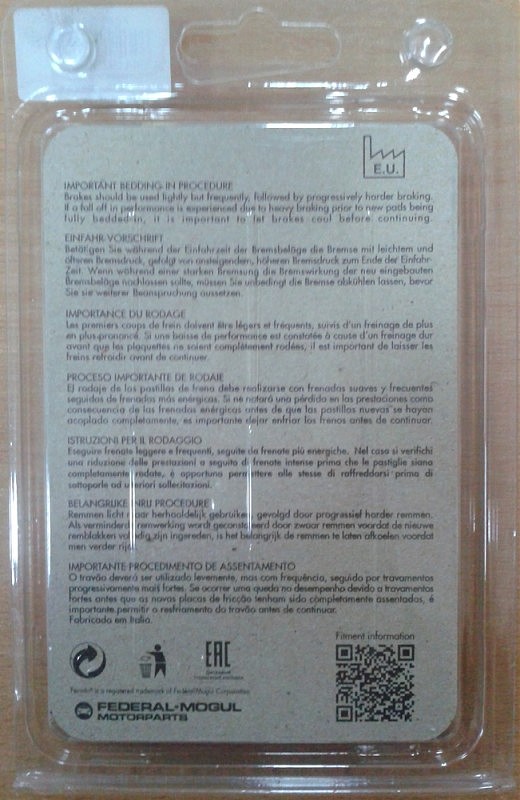 E.U.
IMPORTANT BEDDING-IN PROCEDURE
Brakes should be used lightly but frequently, followed by progressively harder braking.
If a fall off in performance is experienced due to heavy braking prior to new pads being
fully bedded-in, it is important to let brakes cool before continuing.
EINFAHR-VORSCHRIFT
Betätigen Sie während der Einfahrzeit der Bremsbeläge die Bremse mit leichtem und
öfteren Bremsdruck, gefolgt von ansteigendem, höheren Bremsdruck zum Ende der Einfahr-
Zeit. Wenn während einer starken Bremsung die Bremswirkung der neu eingebauten
Bremsbeläge nachlassen sollte, müssen Sie unbedingt die Bremse abkühlen lassen, bevor
Sie sie weiterer Beanspruchung aussetzen.
IMPORTANCE DU RODAGE
Les premiers coups de frein doivent être légers et fréquents, suivis d'un freinage de plus
en plus prononcé. Si une baisse de performance est constatée à cause d'un freinage dur
avant que les plaquettes ne soient complètement rodées, il est important de laisser les
freins refroidir avant de continuer.
PROCESO IMPORTANTE DE RODAJE
El rodaje de las pastillas de freno debe realizarse con frenadas suaves y frecuentes
seguidas de frenadas más enérgicas. Si se notará una pérdida en las prestaciones como
consecuencia de las frenadas enérgicas antes de que las pastillas nuevas se hayan
acoplado completamente, es importante dejar enfriar los frenos antes de continuar.
ISTRUZIONI PER IL RODAGGIO
Eseguire frenate leggere e frequenti, seguite da frenate più energiche. Nel caso si verifichi
una riduzione delle prestazioni a seguito di frenate intense prima che le pastiglie siano
completamente rodate, è opportuno permettere alle stesse di raffreddarsi prima di
sottoporle ad ulteriori sollecitazioni.
BELANGRIJKE INRIJ PROCEDURE
Remmen licht maar herhaaldelijk gebruiken, gevolgd door progressief harder remmen.
Als verminderde remwerking wordt geconstateerd door zwaar remmen voordat de nieuwe
remblokken volledig zijn ingereden, is het belangrijk de remmen te laten afkoelen voordat
men verder rijdt.
IMPORTANTE PROCEDIMENTO DE ASSENTAMENTO
O travão deverá ser utilizado levemente, mas com frequência, seguido por travamentos
progressivamente mais fortes. Se ocorrer uma queda no desempenho devido a travamentos
fortes antes que as novas placas de fricção tenham sido completamente assentadas, é
importante permitir o resfriamento do travão antes de continuar.
Fabricado em Italia.
Fitment information
EAC
Ferodo® is a registered trademark of Federal-Mogul Corporation
FEDERAL-MOGUL
MOTORPARTS